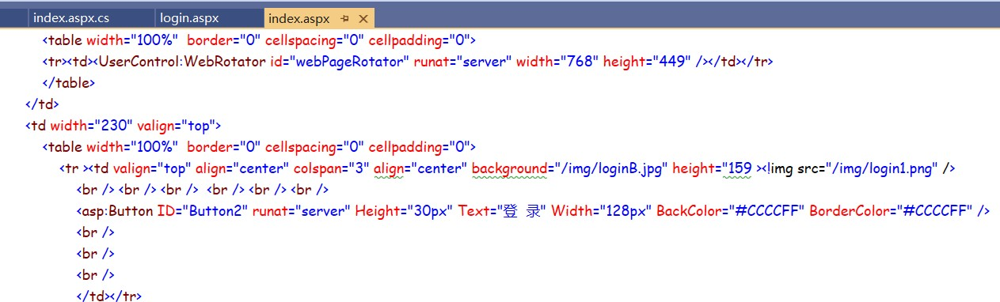 index.aspx.cs login.aspx index.aspx
<table width="100%"  border="0" cellspacing="0" cellpadding="0">
<tr><td><UserControl:WebRotator id="webPageRotator" runat="server" width="768" height="449" /></td></tr>
</table>
</td>
<td width="230" valign="top">
<table width="100%"  border="0" cellspacing="0" cellpadding="0">
<tr ><td valign="top" align="center" colspan="3" align="center" background="/img/loginB.jpg" height="159 ><!img src="/img/login1.png" />
<br /> <br /> <br />  <br /> <br /> <br />
<asp:Button ID="Button2" runat="server" Height="30px" Text="登  录" Width="128px" BackColor="#CCCCFF" BorderColor="#CCCCFF" />
<br />
<br />
<br />
</td></tr>